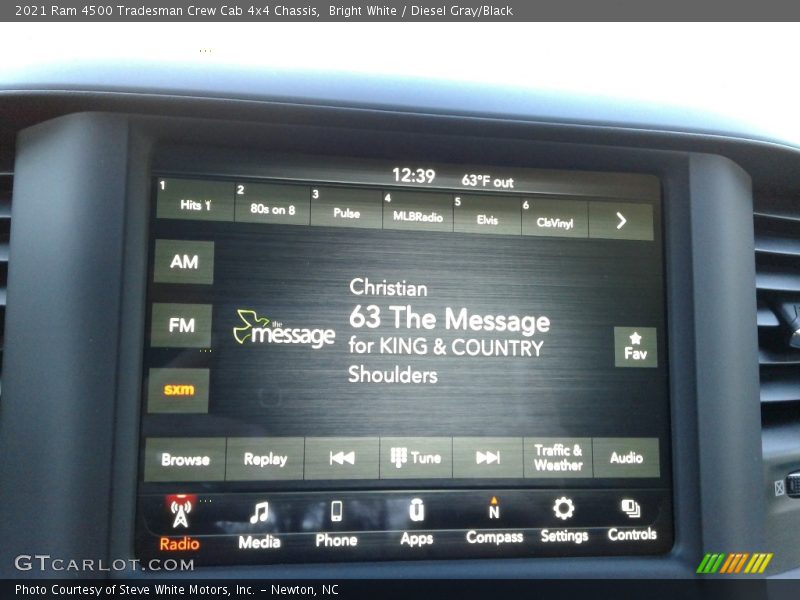 2021 Ram 4500 Tradesman Crew Cab 4x4 Chassis,  Bright White / Diesel Gray/Black
12:39 63°F out
1 Hits 1
2 80s on 8
3 Pulse
4 MLBRadio
5 Elvis
6 ClsVinyl
AM
FM
sxm
the message
Christian
63 The Message
for KING & COUNTRY
Shoulders
Fav
Browse Replay Tune Traffic & Weather Audio
N
Radio Media Phone Apps Compass Settings Controls
GTCARLOT.COM
Photo Courtesy of Steve White Motors, Inc. – Newton, NC